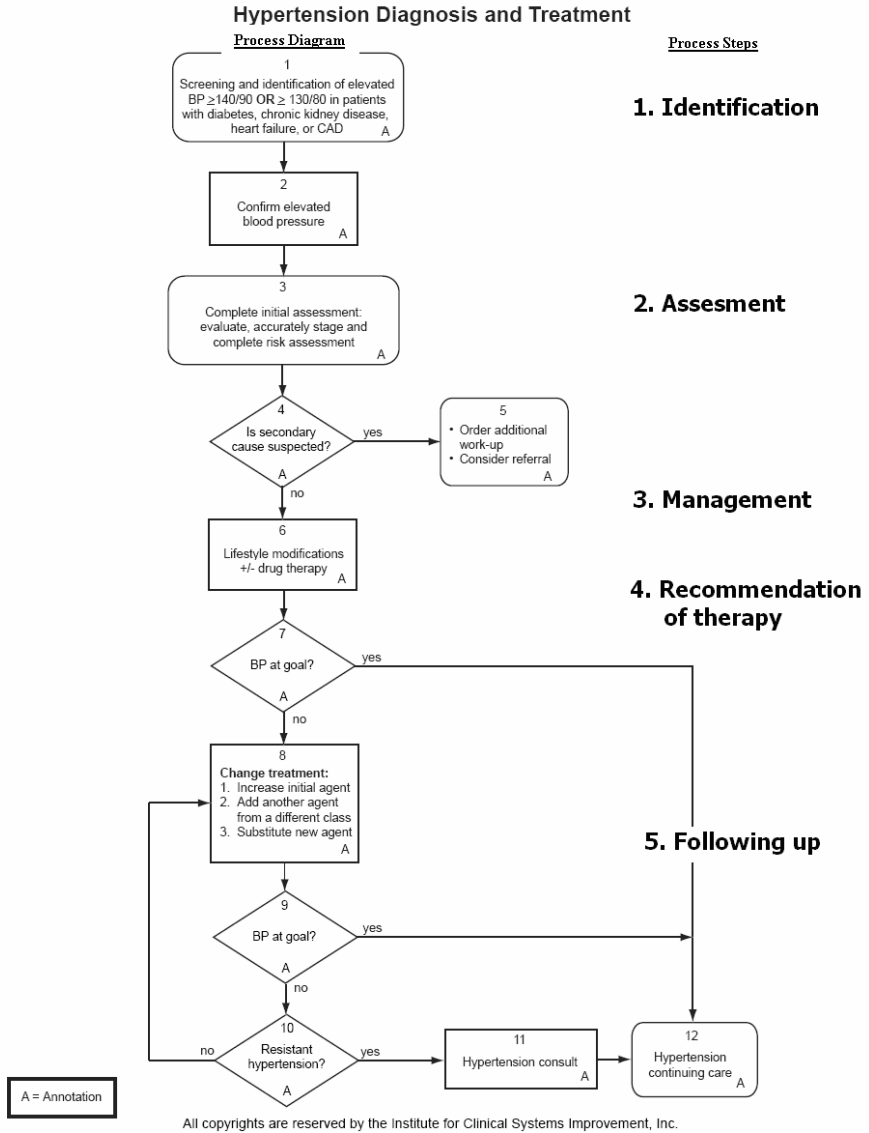 Hypertension Diagnosis and Treatment
Process Diagram
Process Steps
1
Screening and identification of elevated
BP ≥140/90 OR ≥ 130/80 in patients
with diabetes, chronic kidney disease,
heart failure, or CAD
A
1. Identification
2
Confirm elevated
blood pressure
A
3
Complete initial assessment:
evaluate, accurately stage and
complete risk assessment
A
2. Assesment
4
Is secondary
cause suspected?
A
yes
no
5
• Order additional
work-up
• Consider referral
A
3. Management
6
Lifestyle modifications
+/- drug therapy
A
4. Recommendation
of therapy
7
BP at goal?
A
yes
no
8
Change treatment:
1. Increase initial agent
2. Add another agent
from a different class
3. Substitute new agent
A
5. Following up
9
BP at goal?
A
yes
no
10
Resistant
hypertension?
A
no
yes
11
Hypertension consult
A
12
Hypertension
continuing care
A
A = Annotation
All copyrights are reserved by the Institute for Clinical Systems Improvement, Inc.